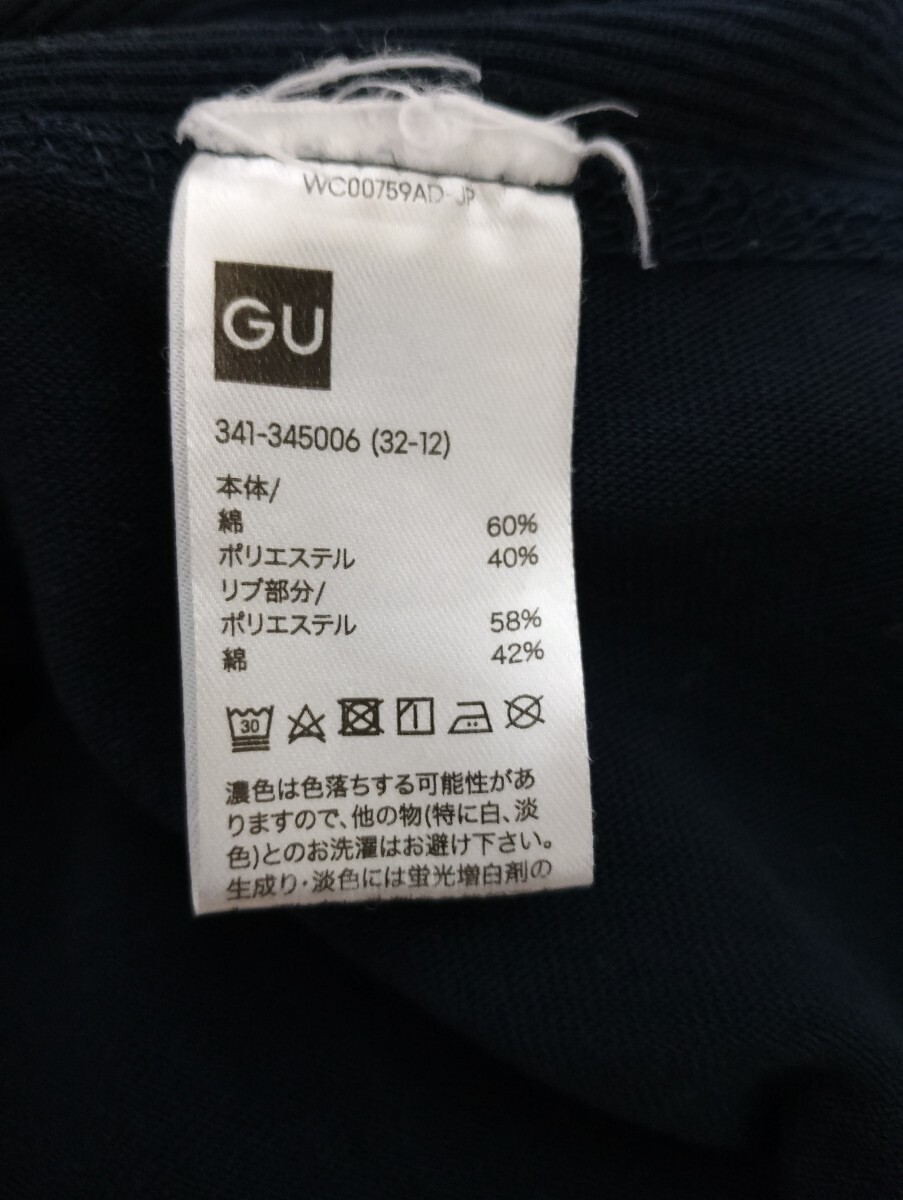 WC00759AD-JP
GU
341-345006 (32-12)
本体/
綿 60%
ポリエステル 40%
リブ部分/
ポリエステル 58%
綿 42%
30
濃色は色落ちする可能性があ
りますので、他の物(特に白、淡
色)とのお洗濯はお避け下さい。
生成り・淡色には蛍光増白剤の